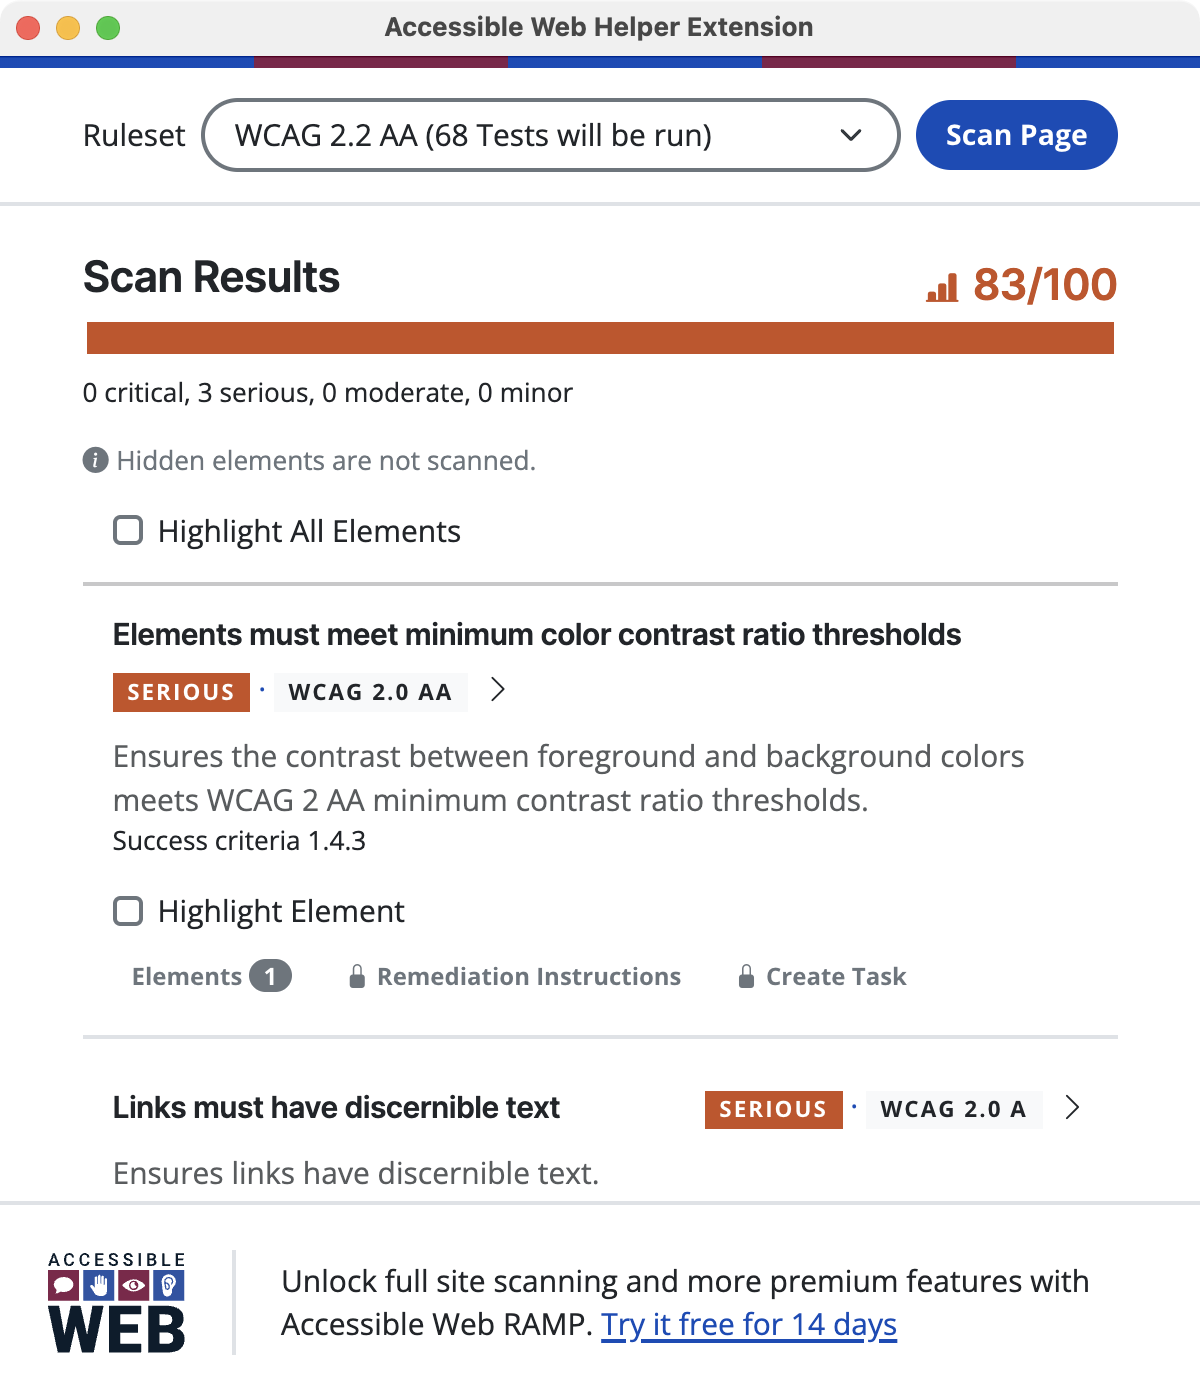 Accessible Web Helper Extension
Ruleset WCAG 2.2 AA (68 Tests will be run) Scan Page
Scan Results 83/100
0 critical, 3 serious, 0 moderate, 0 minor
Hidden elements are not scanned.
Highlight All Elements
Elements must meet minimum color contrast ratio thresholds
SERIOUS · WCAG 2.0 AA
Ensures the contrast between foreground and background colors
meets WCAG 2 AA minimum contrast ratio thresholds.
Success criteria 1.4.3
Highlight Element
Elements 1 Remediation Instructions Create Task
Links must have discernible text SERIOUS · WCAG 2.0 A
Ensures links have discernible text.
ACCESSIBLE
WEB
Unlock full site scanning and more premium features with
Accessible Web RAMP. Try it free for 14 days